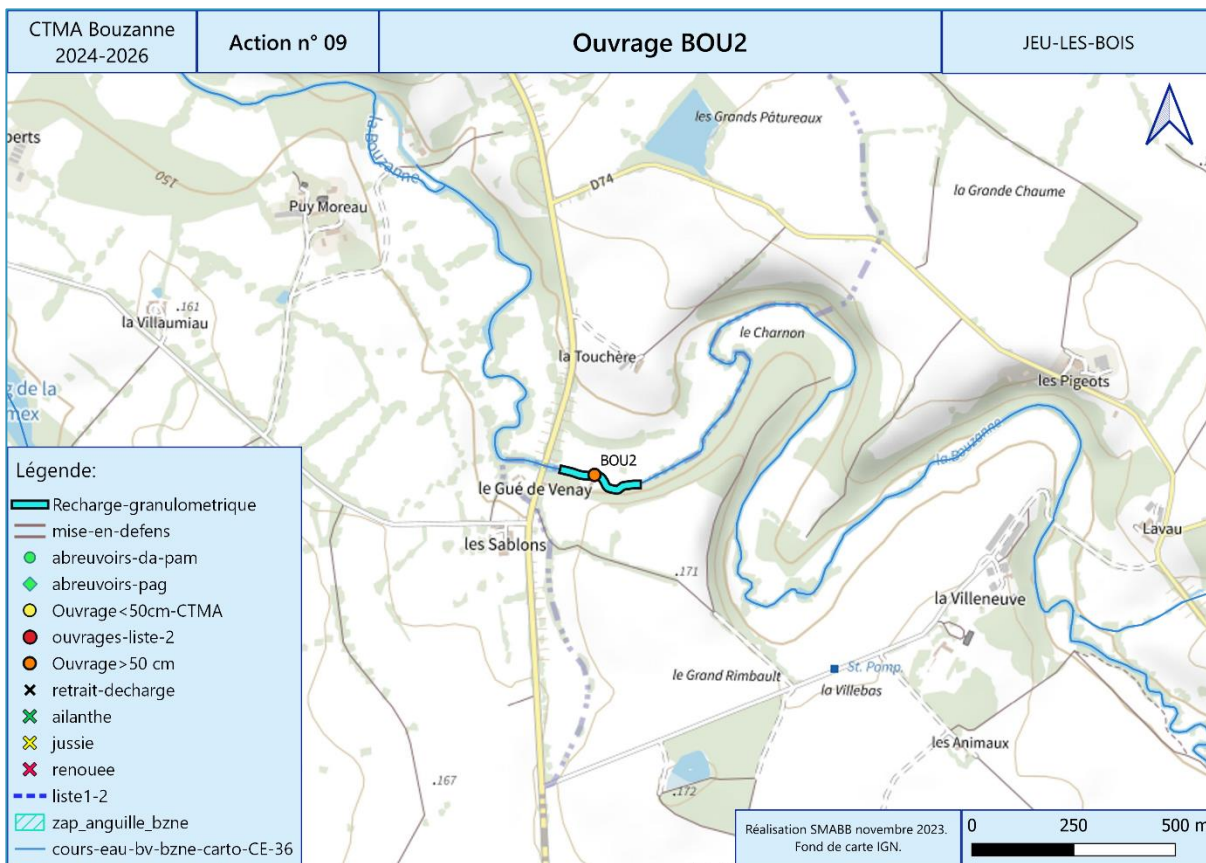 CTMA Bouzanne
2024-2026
Action n° 09
Ouvrage BOU2
JEU-LES-BOIS
perts
150
la Bouzanne
les Grands Pâtureaux
D74
la Grande Chaume
Puy Moreau
.161
la Villaumiau
la Touchère
le Charnon
les Pigeots
g de la
mex
BOU2
la Bouzanne
le Gué de Venay
les Sablons
Lavau
.171
la Villeneuve
le Grand Rimbault
St. Pomp.
la Villebas
les Animaux
.167
.172
Légende:
Recharge-granulometrique
mise-en-defens
abreuvoirs-da-pam
abreuvoirs-pag
Ouvrage<50cm-CTMA
ouvrages-liste-2
Ouvrage>50 cm
retrait-decharge
ailanthe
jussie
renouee
liste1-2
zap_anguille_bzne
cours-eau-bv-bzne-carto-CE-36
Réalisation SMABB novembre 2023.
Fond de carte IGN.
0 250 500 m